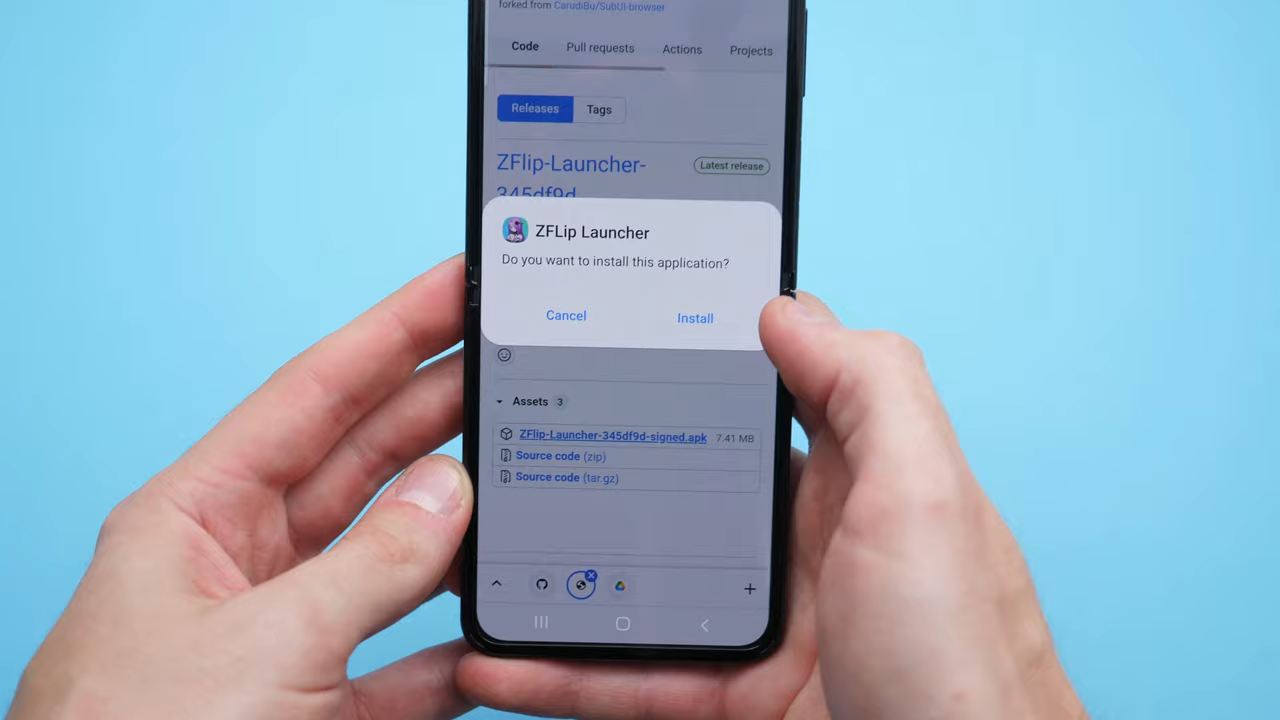 forked from CarudiBu/SubUI-browser
Code Pull requests Actions Projects
Releases Tags
ZFlip-Launcher- Latest release
345df9d
ZFLip Launcher
Do you want to install this application?
Cancel Install
Assets 3
ZFlip-Launcher-345df9d-signed.apk 7.41 MB
Source code (zip)
Source code (tar.gz)